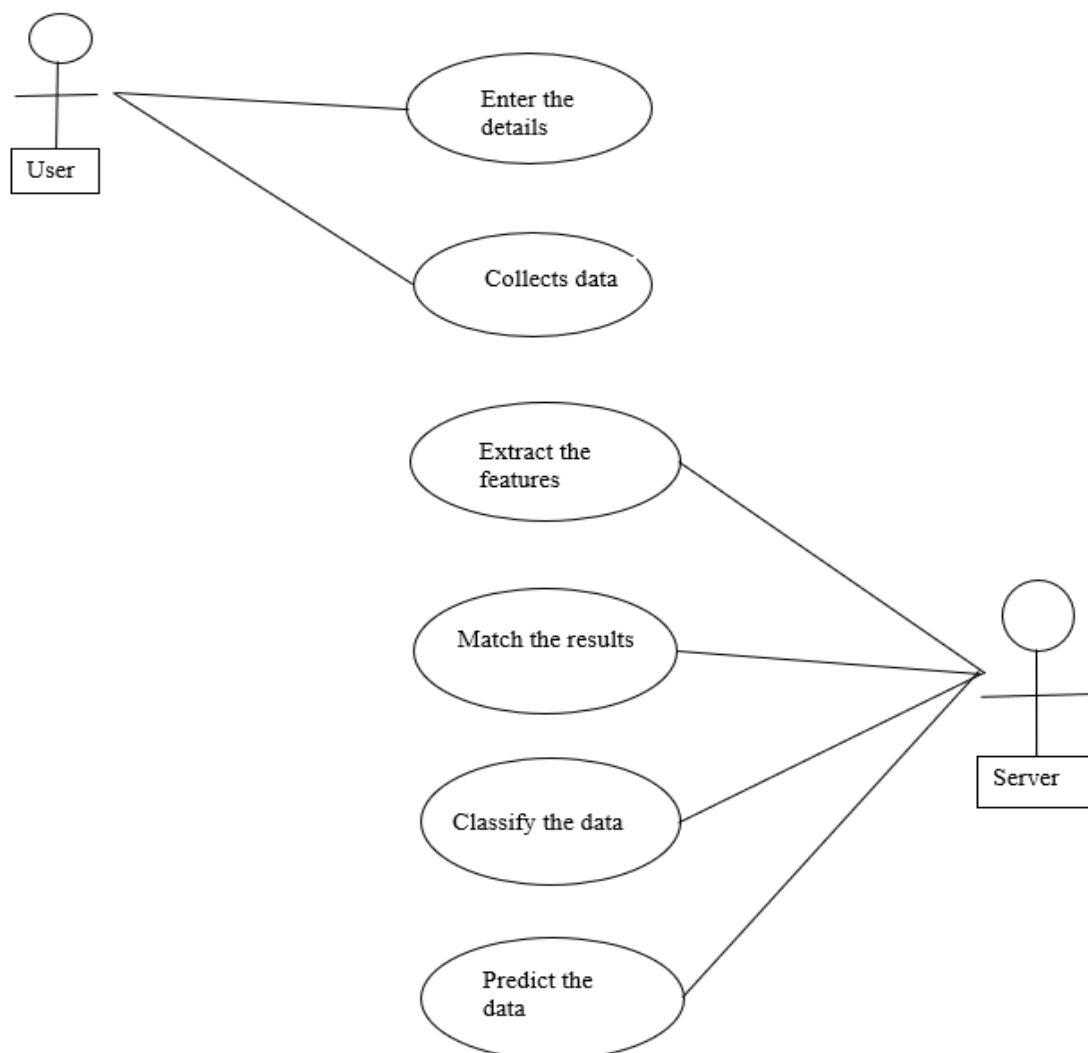 Enter the
details
User
Collects data
Extract the
features
Match the results
Server
Classify the data
Predict the
data